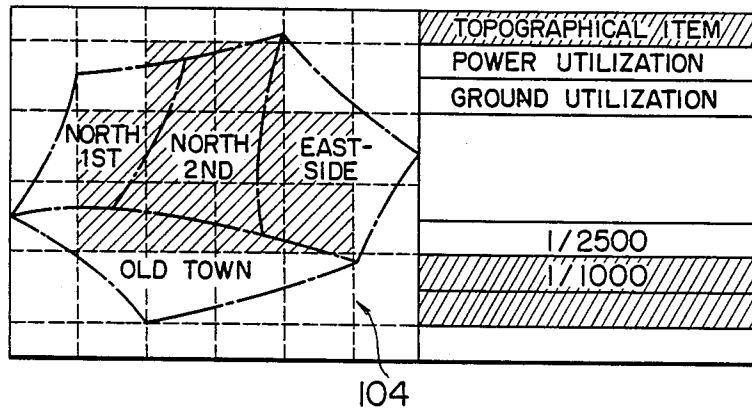 TOPOGRAPHICAL ITEM
POWER UTILIZATION
GROUND UTILIZATION
NORTH
1ST
NORTH
2ND
EAST-
SIDE
OLD TOWN
1/2500
1/1000
104